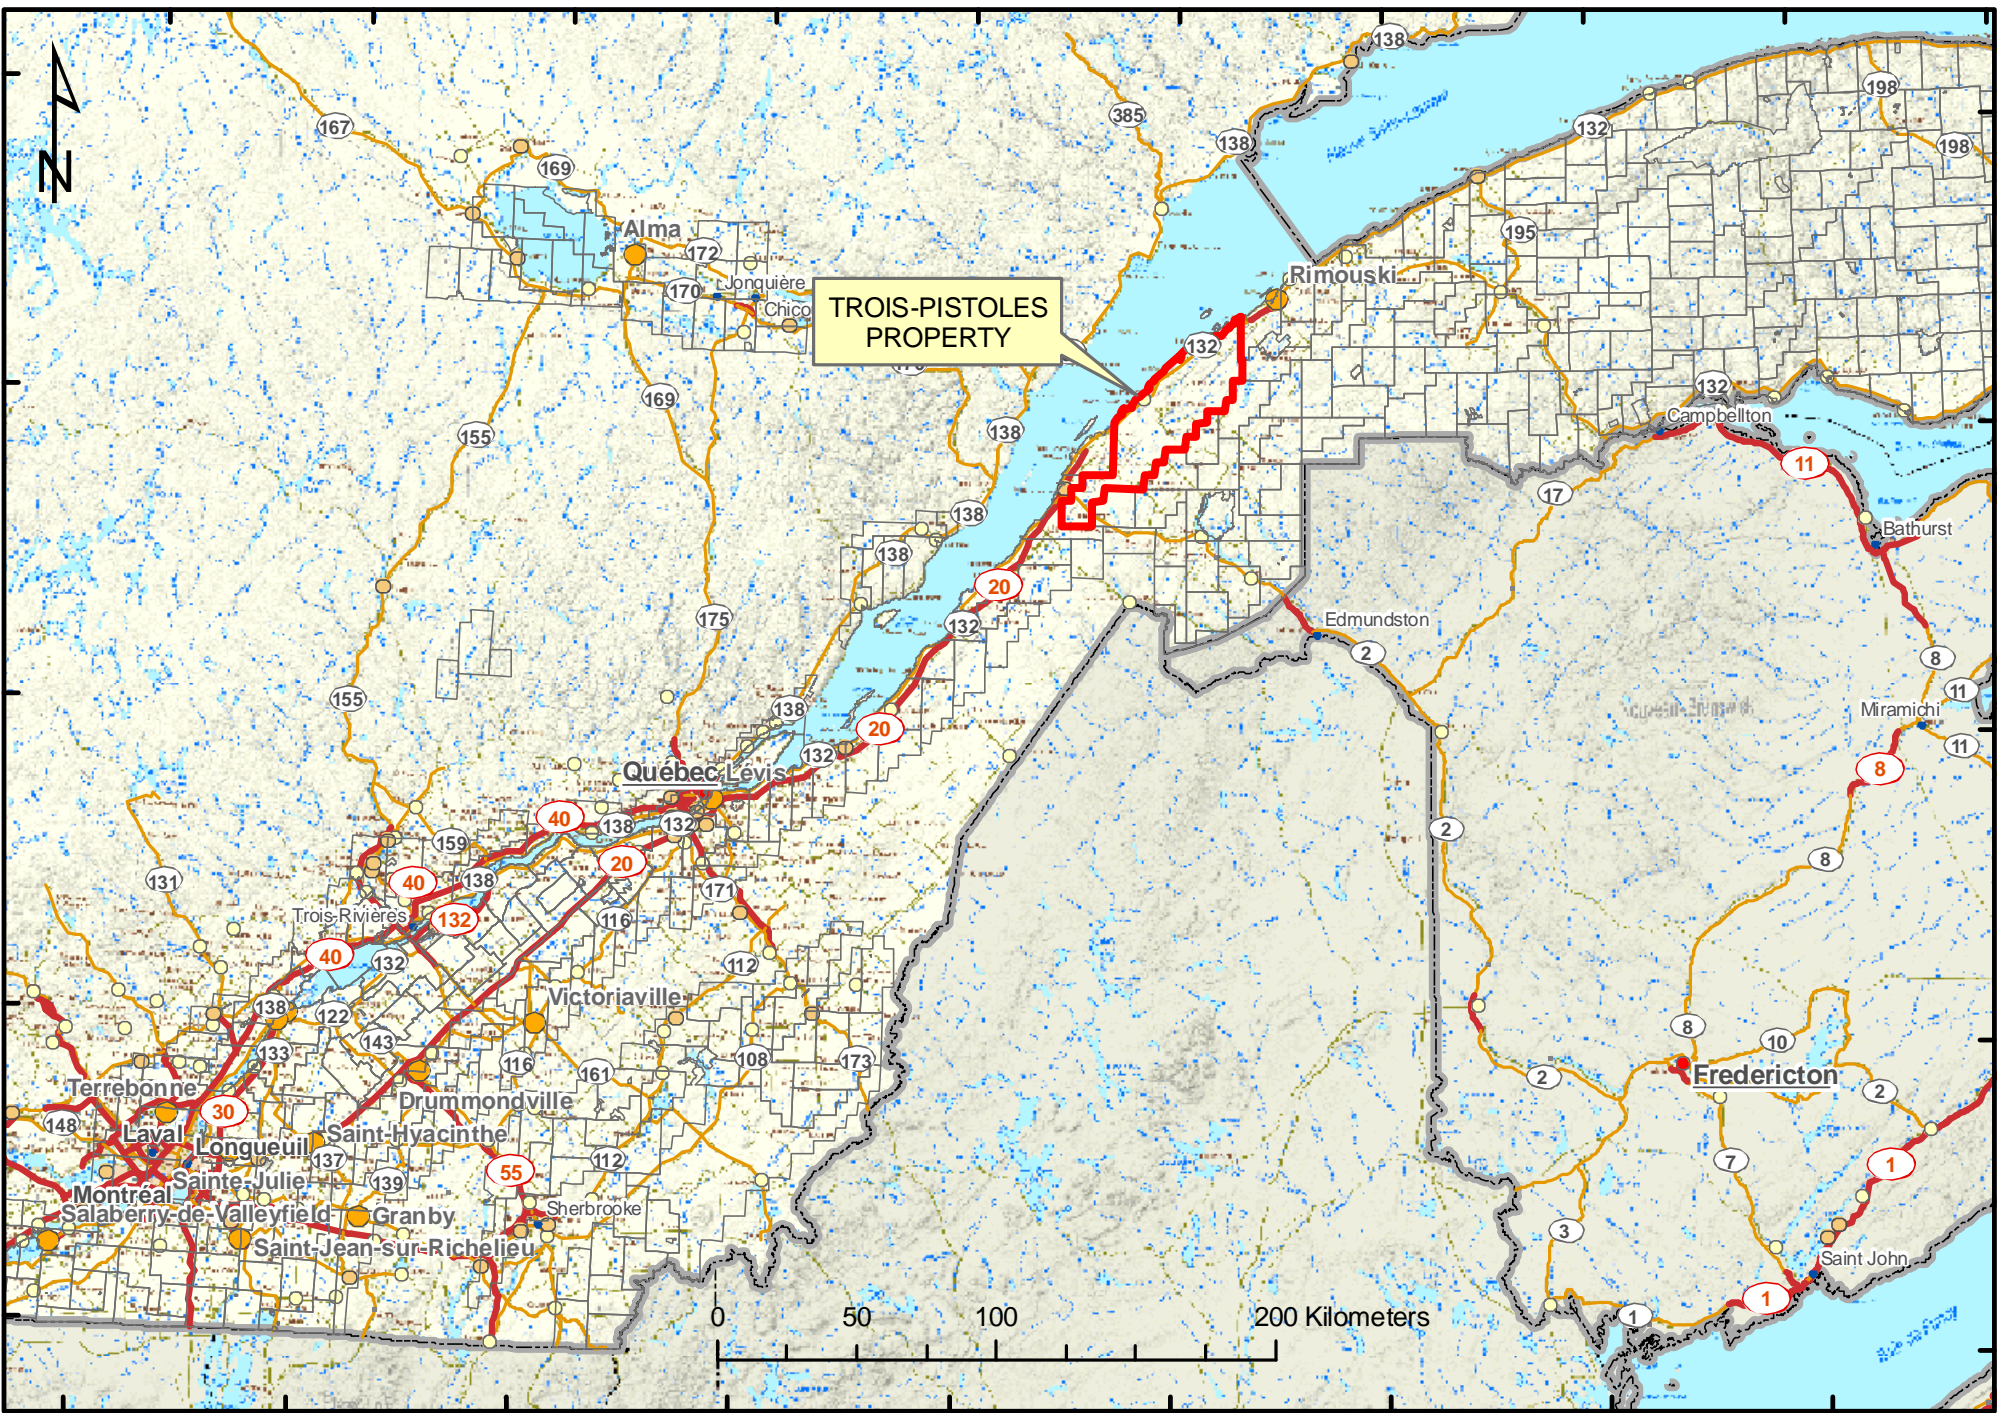 138
198
385
167
132
138
198
169
N
195
Alma
172
Rimouski
Jonquière
170
Chico
TROIS-PISTOLES
PROPERTY
132
169
132
Campbellton
138
155
11
17
138
Bathurst
138
20
175
132
Edmundston
2
8
11
155
138
Miramichi
20
11
132
8
Québec
Lévis
40
138
132
2
159
20
8
40
138
171
131
Trois-Rivières
132
116
40
132
112
Victoriaville
138
122
8
143
10
133
116
108
173
161
2
Fredericton
2
Terrebonne
30
Drummondville
148
Laval
Saint-Hyacinthe
Longueuil
137
112
7
1
55
Sainte-Julie
139
Montréal
Salaberry-de-Valleyfield
Granby
Sherbrooke
3
Saint-Jean-sur-Richelieu
Saint John
1
1
0 50 100 200 Kilometers